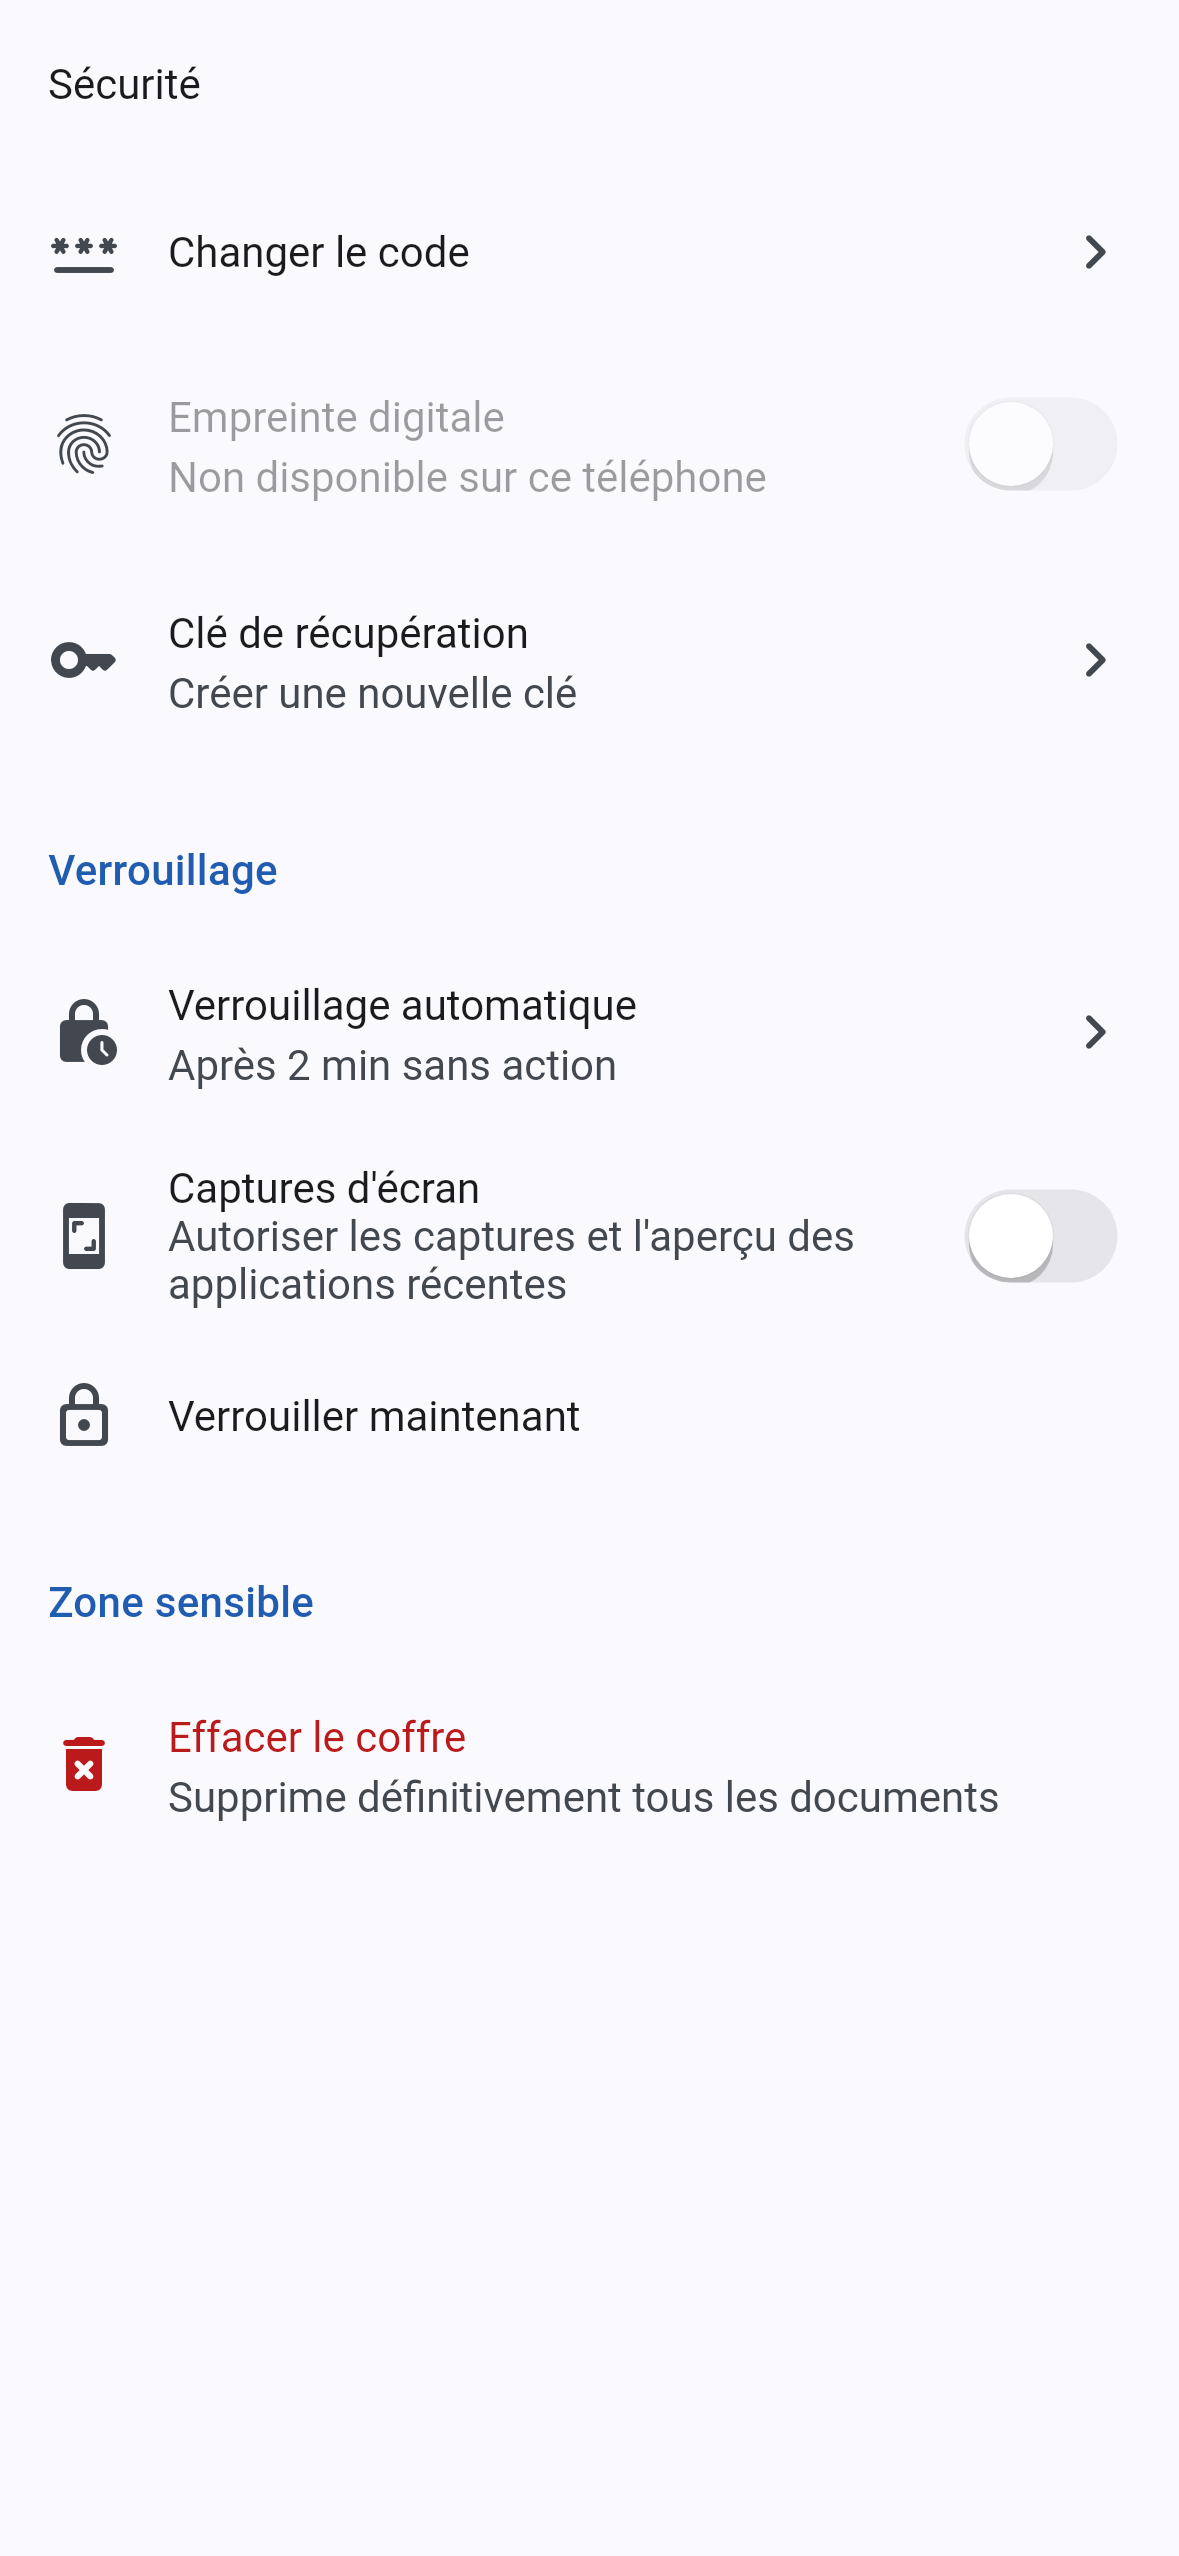 Sécurité
Changer le code
Empreinte digitale
Non disponible sur ce téléphone
Clé de récupération
Créer une nouvelle clé
Verrouillage
Verrouillage automatique
Après 2 min sans action
Captures d'écran
Autoriser les captures et l'aperçu des
applications récentes
Verrouiller maintenant
Zone sensible
Effacer le coffre
Supprime définitivement tous les documents